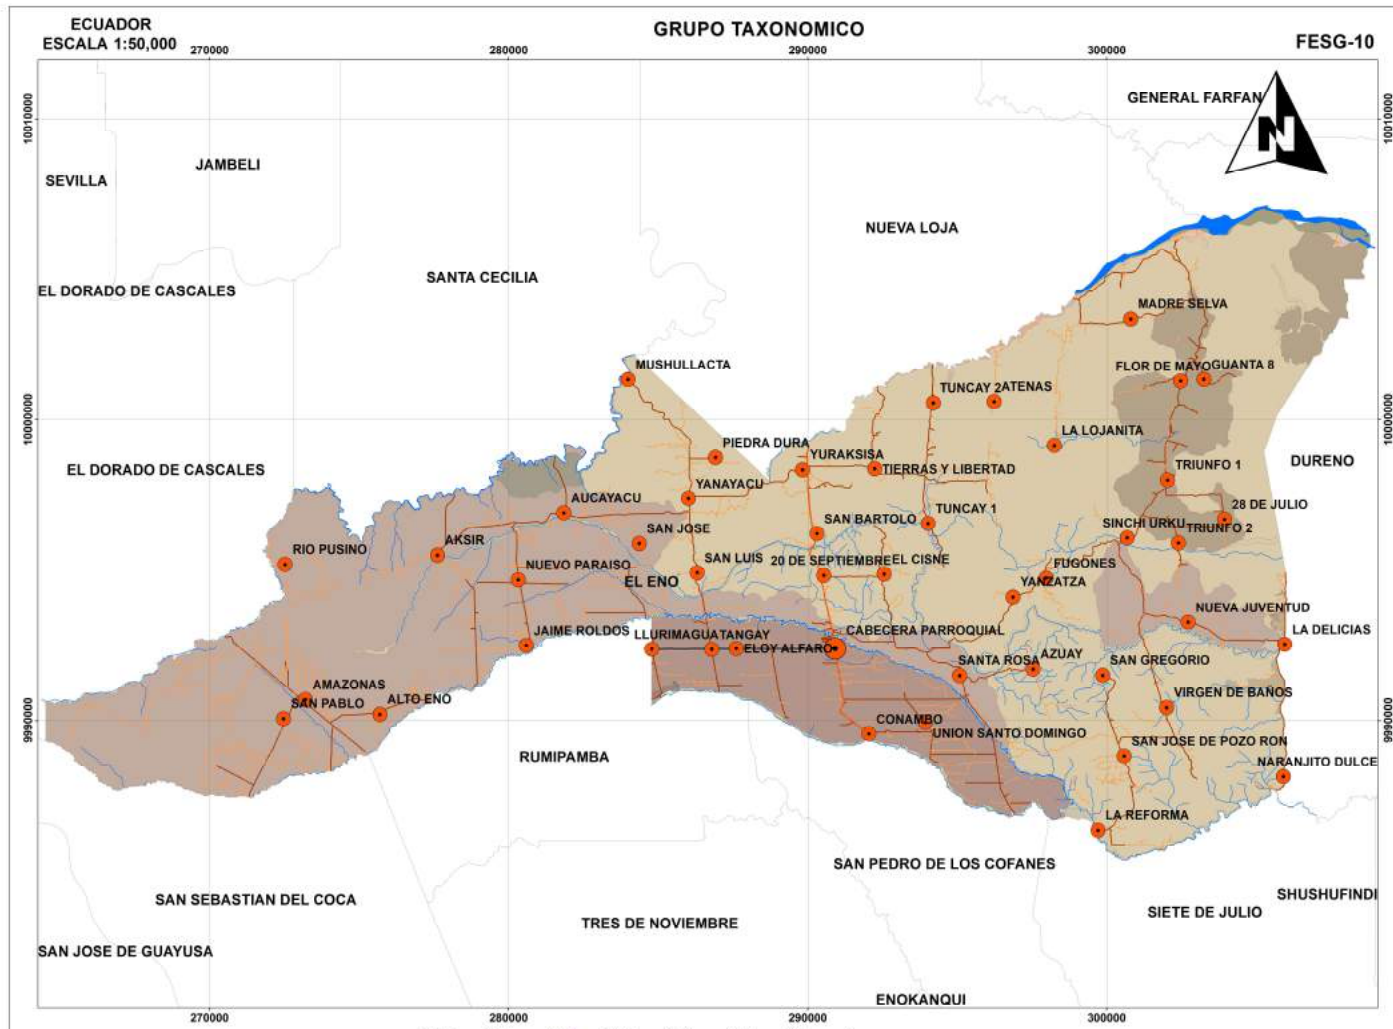 ECUADOR
ESCALA 1:50,000
GRUPO TAXONOMICO
FESG-10
270000
280000
290000
300000
10010000
10010000
GENERAL FARFAN
N
JAMBELI
SEVILLA
NUEVA LOJA
SANTA CECILIA
EL DORADO DE CASCALES
MADRE SELVA
MUSHULLACTA
FLOR DE MAYO
GUANTA 8
TUNCAY 2
ATENAS
10000000
10000000
LA LOJANITA
PIEDRA DURA
YURAKSISA
EL DORADO DE CASCALES
TIERRAS Y LIBERTAD
TRIUNFO 1
DURENO
YANAYACU
AUCAYACU
28 DE JULIO
SAN JOSE
SAN BARTOLO
TUNCAY 1
SINCHI URKU
TRIUNFO 2
RIO PUSINO
AKSIR
NUEVO PARAISO
EL ENO
SAN LUIS
20 DE SEPTIEMBRE
EL CISNE
FUGONES
YANZATZA
NUEVA JUVENTUD
JAIME ROLDOS
LLURIMAGUA
TANGAY
ELOY ALFARO
CABECERA PARROQUIAL
LA DELICIAS
SANTA ROSA
AZUAY
SAN GREGORIO
AMAZONAS
SAN PABLO
ALTO ENO
VIRGEN DE BAÑOS
9990000
9990000
CONAMBO
UNION SANTO DOMINGO
SAN JOSE DE POZO RON
RUMIPAMBA
NARANJITO DULCE
LA REFORMA
SAN PEDRO DE LOS COFANES
SHUSHUFINDI
SAN SEBASTIAN DEL COCA
SIETE DE JULIO
TRES DE NOVIEMBRE
SAN JOSE DE GUAYUSA
ENOKANQUI
270000
280000
290000
300000